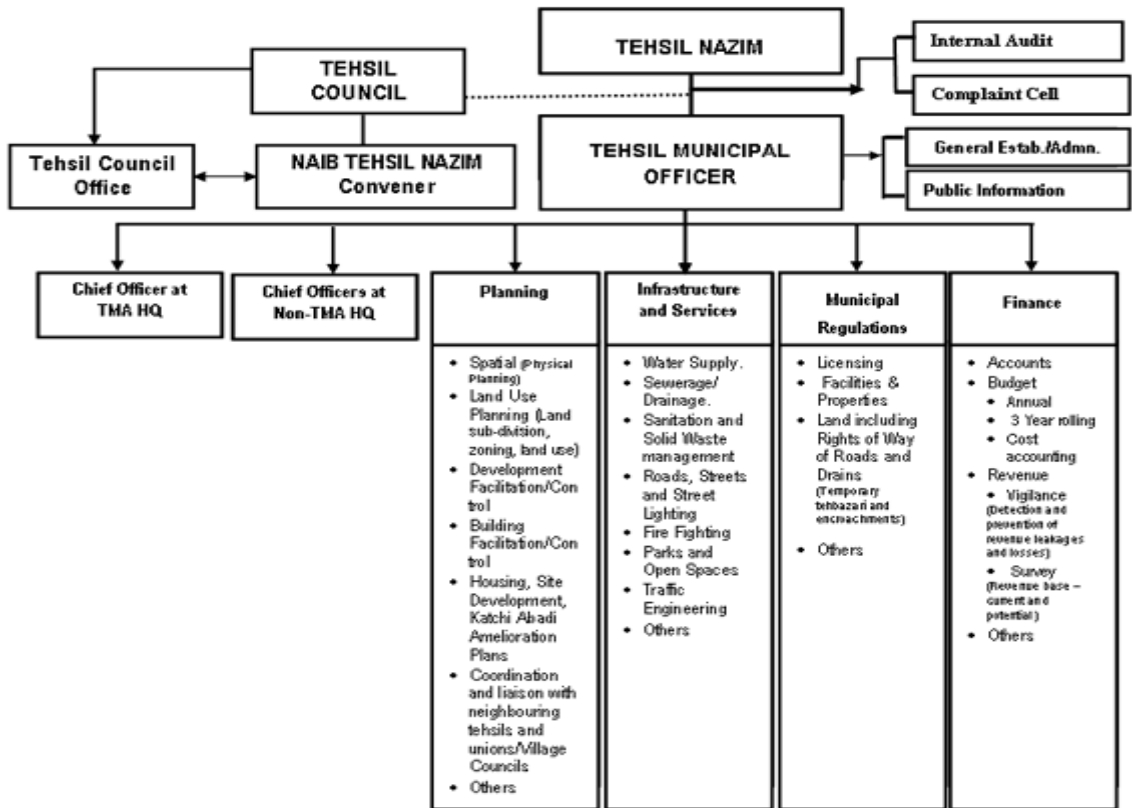 TEHSIL NAZIM
Internal Audit
Complaint Cell
TEHSIL
COUNCIL
TEHSIL MUNICIPAL
OFFICER
General Estab./Admn.
Public Information
Tehsil Council
Office
NAIB TEHSIL NAZIM
Convener
Chief Officer at
TMA HQ
Chief Officers at
Non-TMA HQ
Planning
• Spatial (Physical
Planning)
• Land Use
Planning (Land
sub-division,
zoning, land use)
• Development
Facilitation/Con
trol
• Building
Facilitation/Con
trol
• Housing, Site
Development,
Katchi Abadi
Amelioration
Plans
• Coordination
and liaison with
neighbouring
tehsils and
unions/Village
Councils
• Others
Infrastructure
and Services
• Water Supply.
• Sewerage/
Drainage.
• Sanitation and
Solid Waste
management
• Roads, Streets
and Street
Lighting
• Fire Fighting
• Parks and
Open Spaces
• Traffic
Engineering
• Others
Municipal
Regulations
• Licensing
• Facilities &
Properties
• Land including
Rights of Way
of Roads and
Drains
(Temporary
tehbazari and
encroachments)
• Others
Finance
• Accounts
• Budget
• Annual
• 3 Year rolling
• Cost
accounting
• Revenue
• Vigilance
(Detection and
prevention of
revenue leakages
and losses)
• Survey
(Revenue base –
current and
potential)
• Others